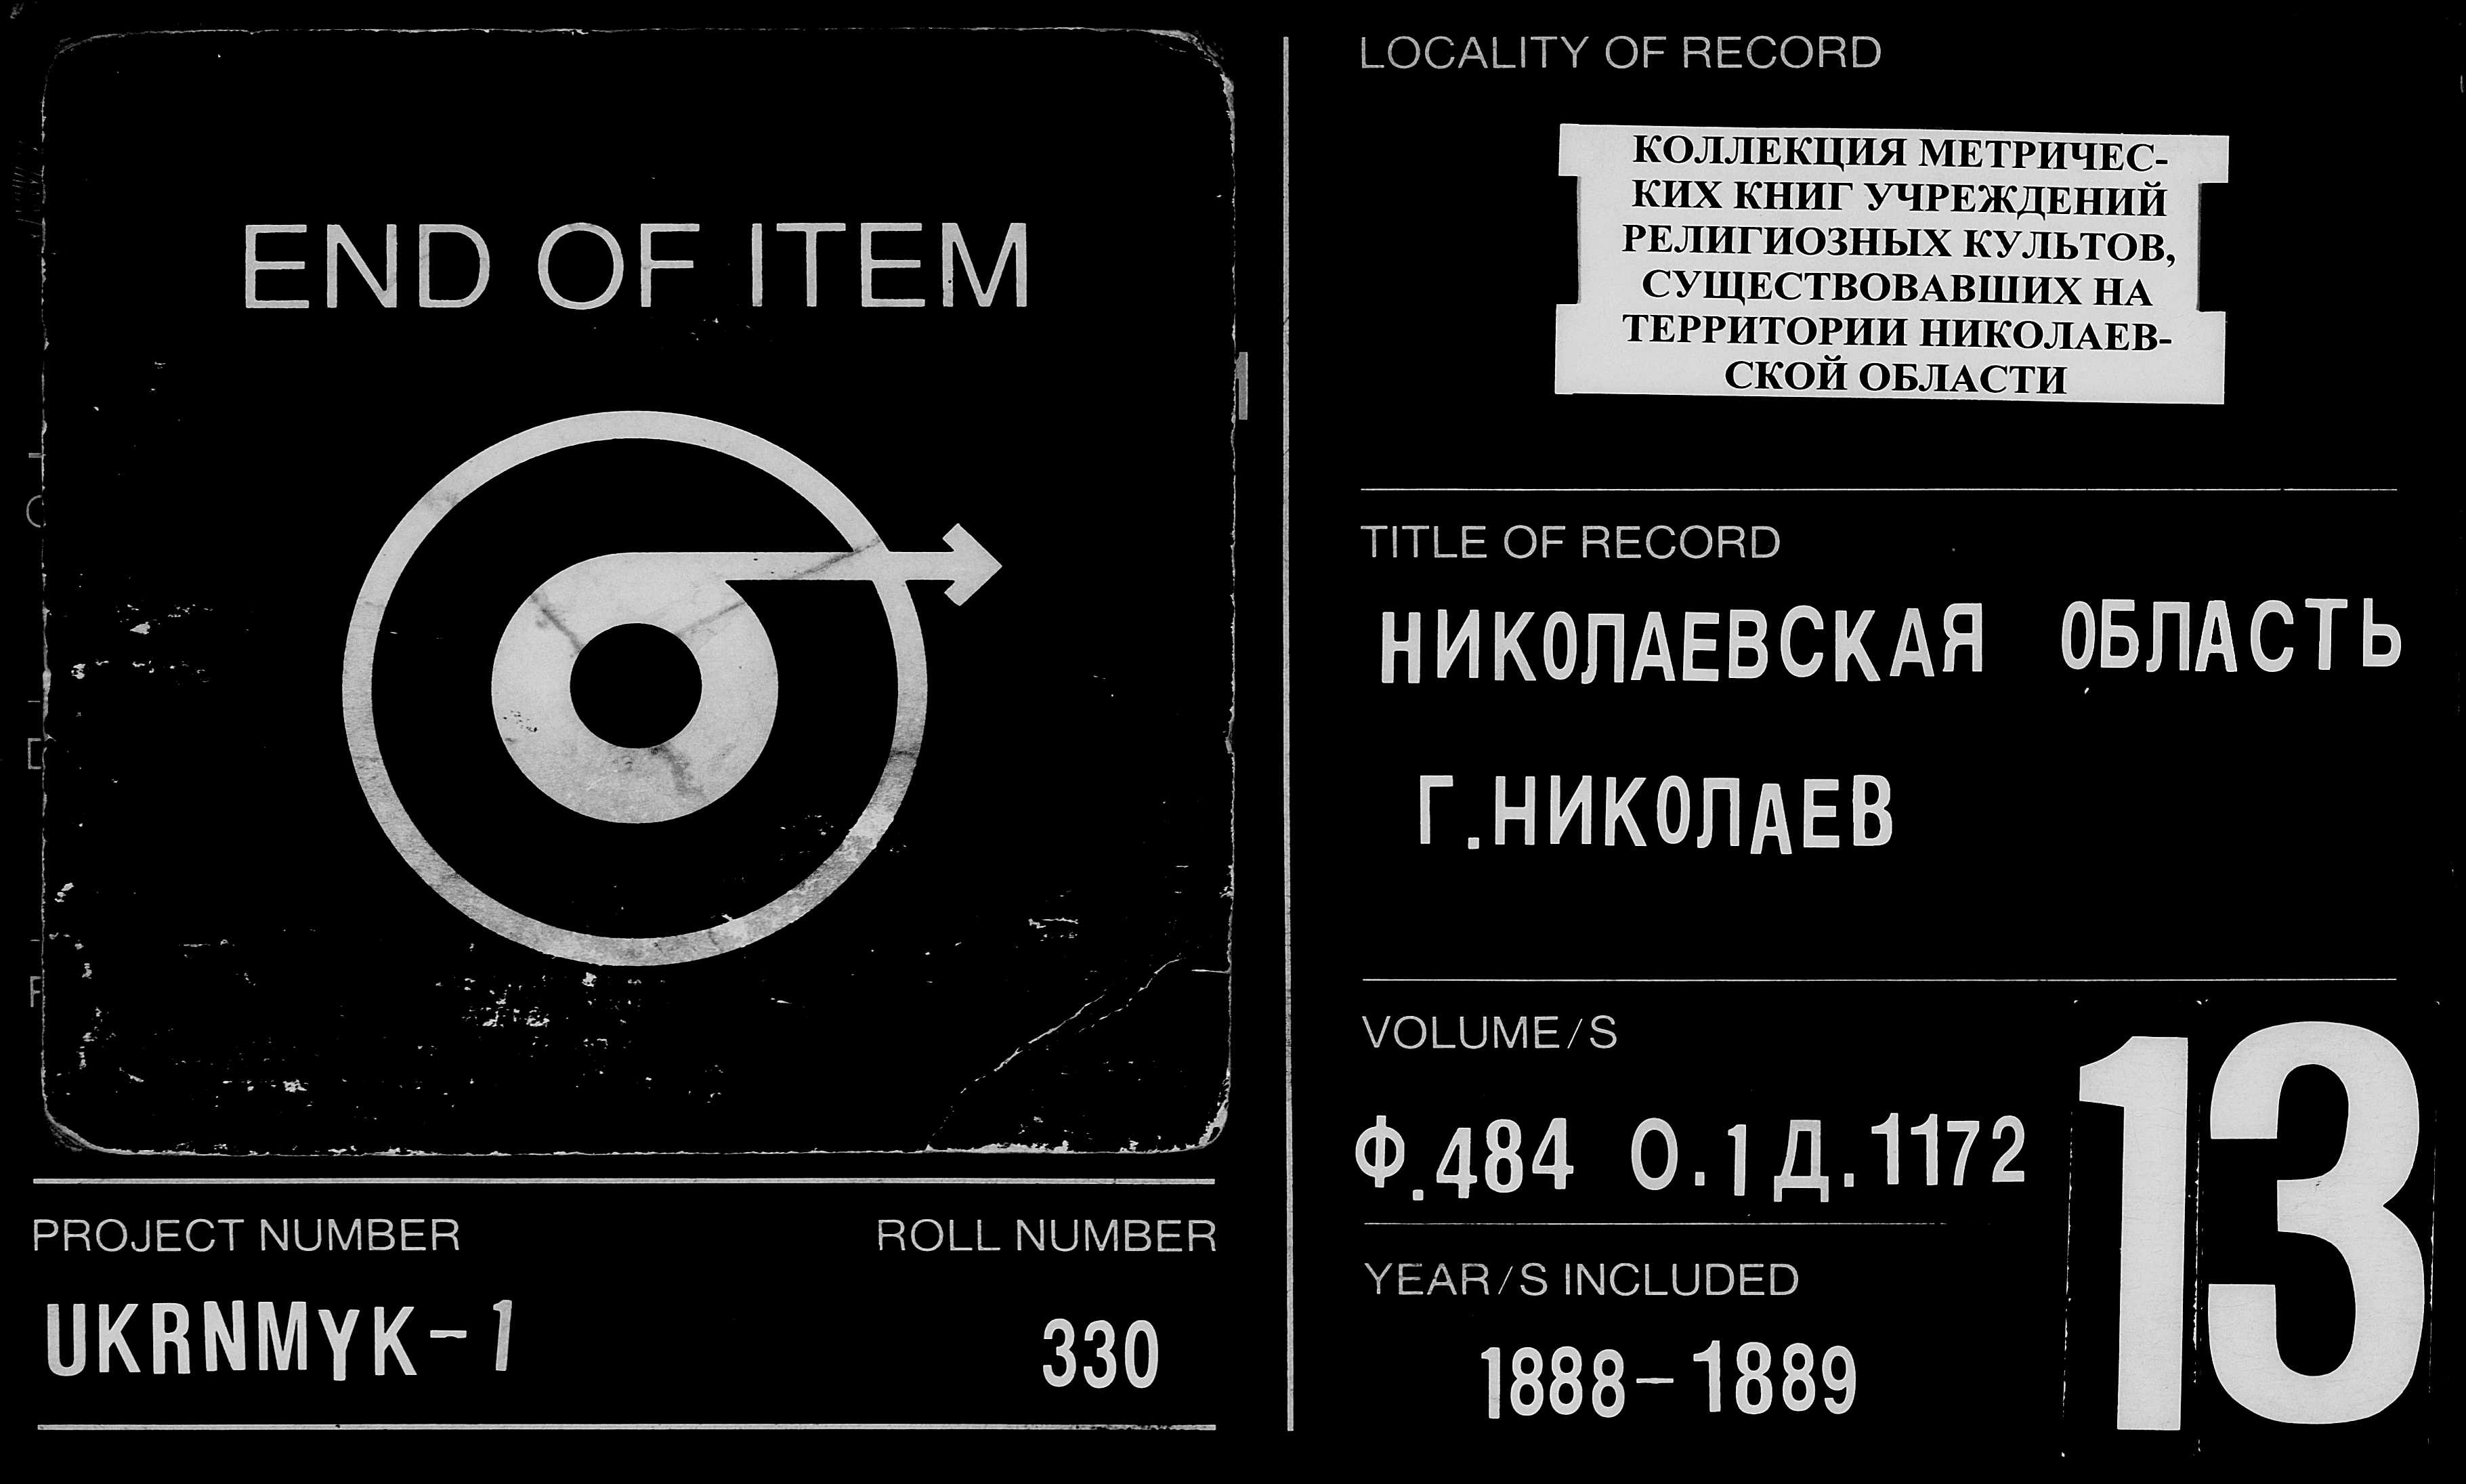 END OF ITEM
PROJECT NUMBER
ROLL NUMBER
UKRNMYK-1
330
LOCALITY OF RECORD
КОЛЛЕКЦИЯ МЕТРИЧЕС-
КИХ КНИГ УЧРЕЖДЕНИЙ
РЕЛИГИОЗНЫХ КУЛЬТОВ,
СУЩЕСТВОВАВШИХ НА
ТЕРРИТОРИИ НИКОЛАЕВ-
СКОЙ ОБЛАСТИ
TITLE OF RECORD
НИКОЛАЕВСКАЯ ОБЛАСТЬ
Г.НИКОЛАЕВ
VOLUME/S
Ф.484 О.1 Д.1172
YEAR/S INCLUDED
1888-1889
13